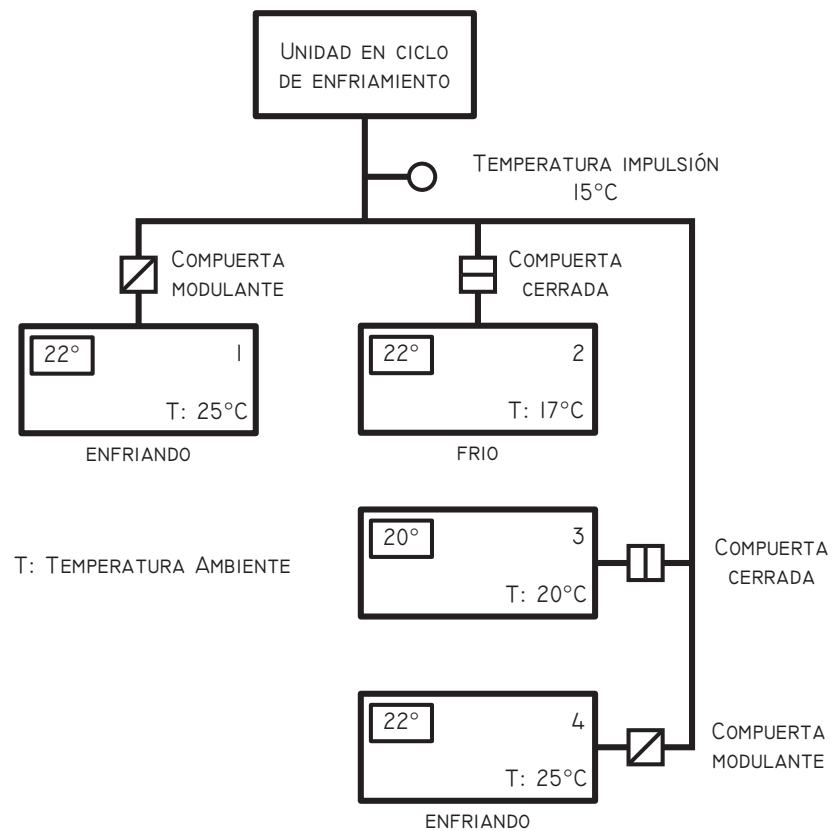 UNIDAD EN CICLO
DE ENFRIAMIENTO
TEMPERATURA IMPULSIÓN
15°C
COMPUERTA
MODULANTE
COMPUERTA
CERRADA
22°
1
T: 25°C
ENFRIANDO
22°
2
T: 17°C
FRIO
T: TEMPERATURA AMBIENTE
20°
3
T: 20°C
COMPUERTA
CERRADA
22°
4
T: 25°C
ENFRIANDO
COMPUERTA
MODULANTE